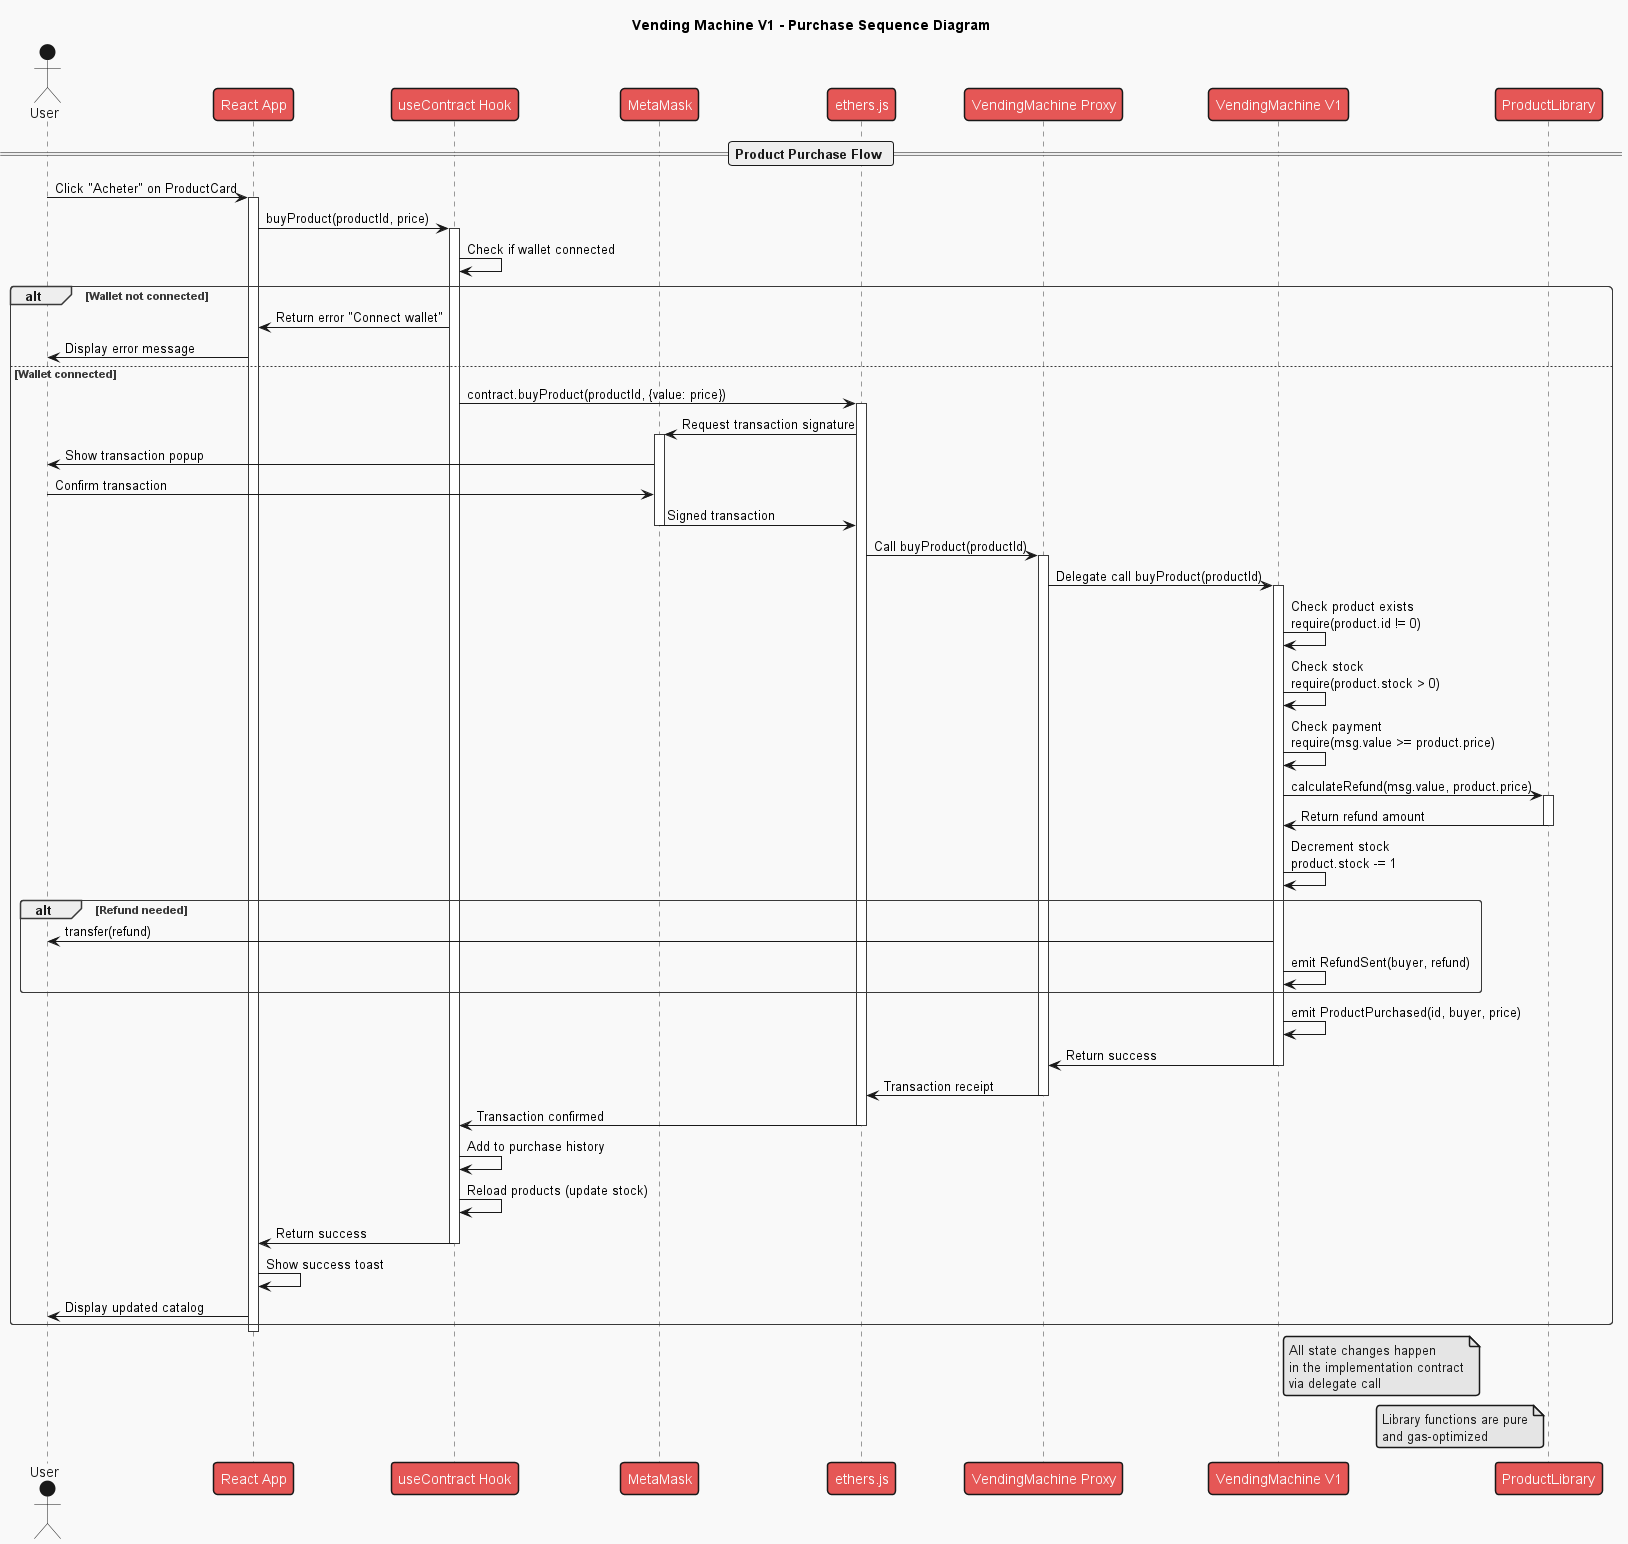 Vending Machine V1 - Purchase Sequence Diagram
User
React App
useContract Hook
MetaMask
ethers.js
VendingMachine Proxy
VendingMachine V1
ProductLibrary
Product Purchase Flow
Click "Acheter" on ProductCard
buyProduct(productId, price)
Check if wallet connected
alt
[Wallet not connected]
Return error "Connect wallet"
Display error message
[Wallet connected]
contract.buyProduct(productId, {value: price})
Request transaction signature
Show transaction popup
Confirm transaction
Signed transaction
Call buyProduct(productId)
Delegate call buyProduct(productId)
Check product exists
require(product.id != 0)
Check stock
require(product.stock > 0)
Check payment
require(msg.value >= product.price)
calculateRefund(msg.value, product.price)
Return refund amount
Decrement stock
product.stock -= 1
alt
[Refund needed]
transfer(refund)
emit RefundSent(buyer, refund)
emit ProductPurchased(id, buyer, price)
Return success
Transaction receipt
Transaction confirmed
Add to purchase history
Reload products (update stock)
Return success
Show success toast
Display updated catalog
All state changes happen
in the implementation contract
via delegate call
Library functions are pure
and gas-optimized
User
React App
useContract Hook
MetaMask
ethers.js
VendingMachine Proxy
VendingMachine V1
ProductLibrary